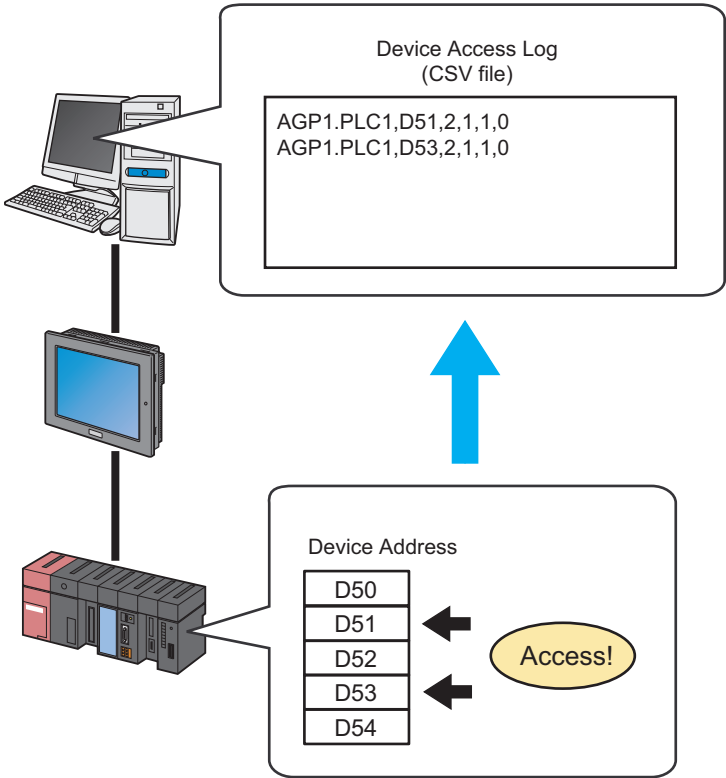 Device Access Log
(CSV file)
AGP1.PLC1,D51,2,1,1,0
AGP1.PLC1,D53,2,1,1,0
Device Address
D50
D51
D52
D53
D54
Access!